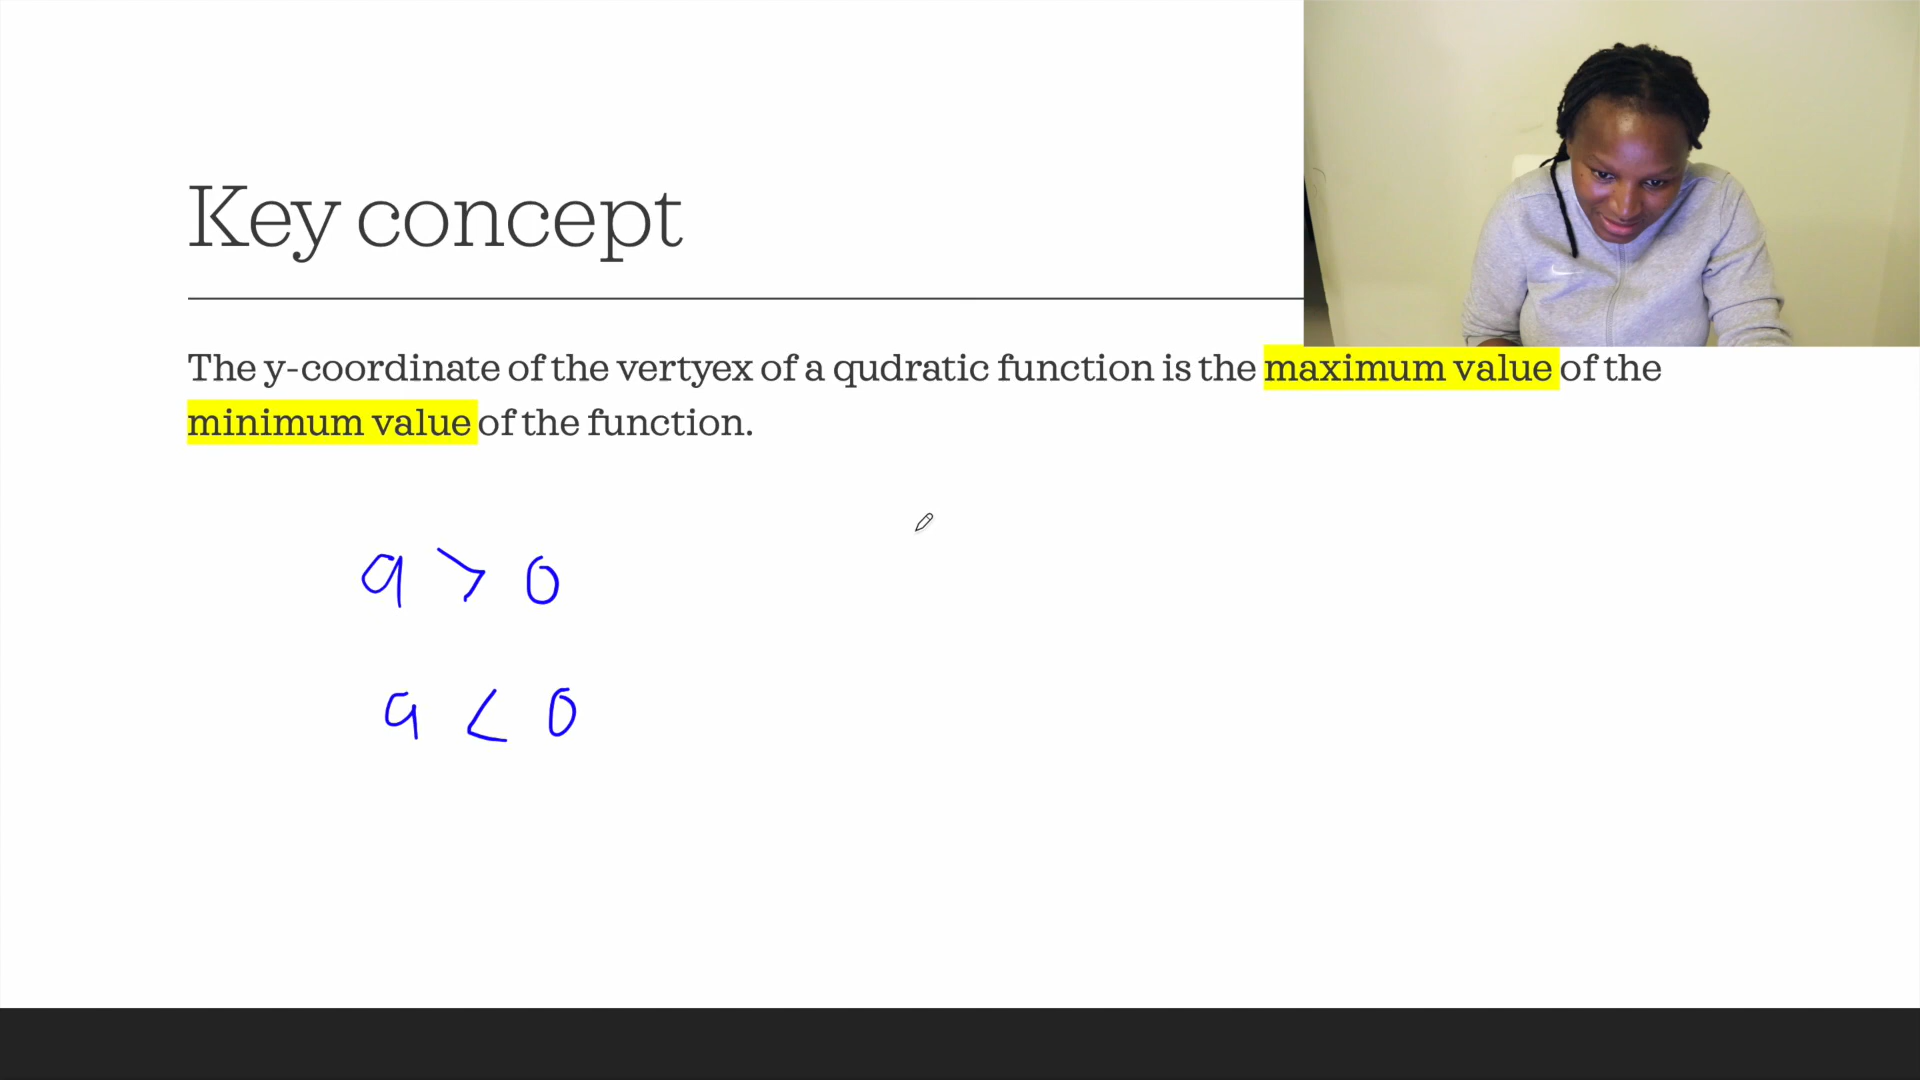 Key concept
The y-coordinate of the vertyex of a qudratic function is the maximum value of the
minimum value of the function.
a > 0
a < 0